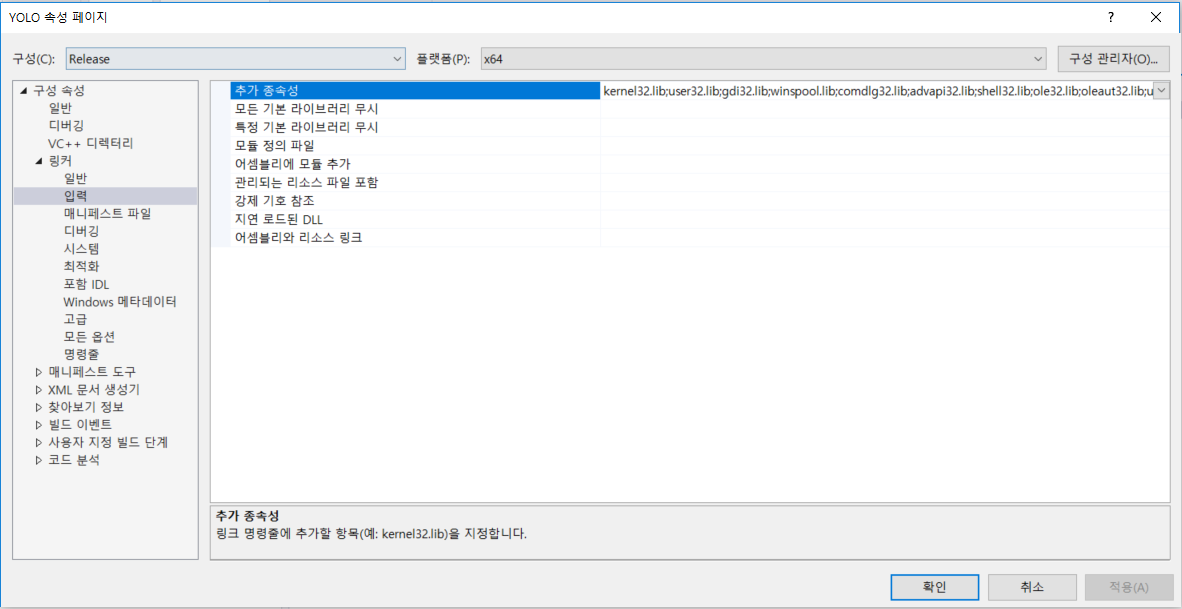 YOLO 속성 페이지
?
구성(C): Release 플랫폼(P): x64 구성 관리자(O)...
구성 속성
일반
디버깅
VC++ 디렉터리
링커
일반
입력
매니페스트 파일
디버깅
시스템
최적화
포함 IDL
Windows 메타데이터
고급
모든 옵션
명령줄
매니페스트 도구
XML 문서 생성기
찾아보기 정보
빌드 이벤트
사용자 지정 빌드 단계
코드 분석
추가 종속성 kernel32.lib;user32.lib;gdi32.lib;winspool.lib;comdlg32.lib;advapi32.lib;shell32.lib;ole32.lib;oleaut32.lib;u
모든 기본 라이브러리 무시
특정 기본 라이브러리 무시
모듈 정의 파일
어셈블리에 모듈 추가
관리되는 리소스 파일 포함
강제 기호 참조
지연 로드된 DLL
어셈블리와 리소스 링크
추가 종속성
링크 명령줄에 추가할 항목(예: kernel32.lib)을 지정합니다.
확인 취소 적용(A)